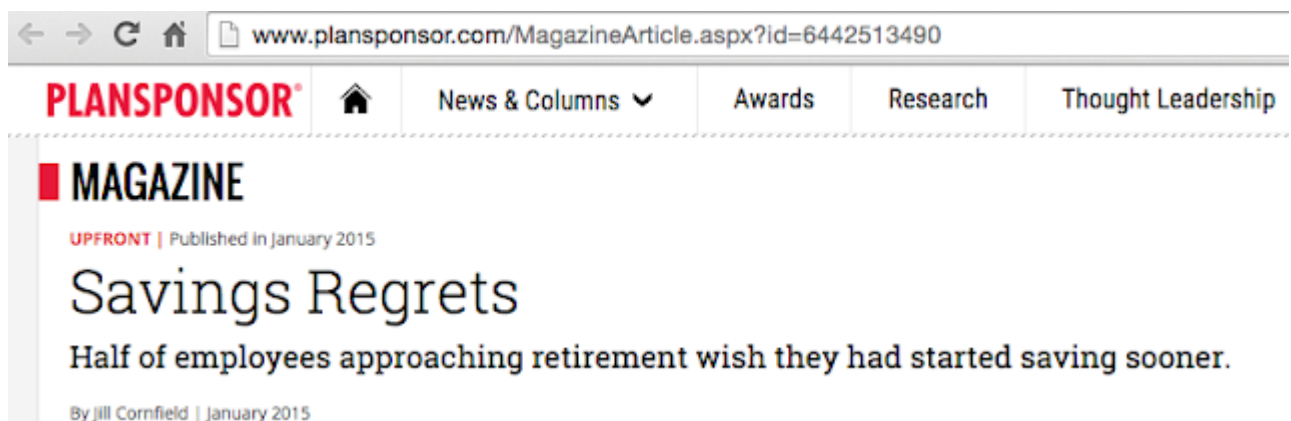 www.plansponsor.com/MagazineArticle.aspx?id=6442513490
PLANSPONSOR® News & Columns Awards Research Thought Leadership
MAGAZINE
UPFRONT | Published in January 2015
Savings Regrets
Half of employees approaching retirement wish they had started saving sooner.
By Jill Cornfield | January 2015